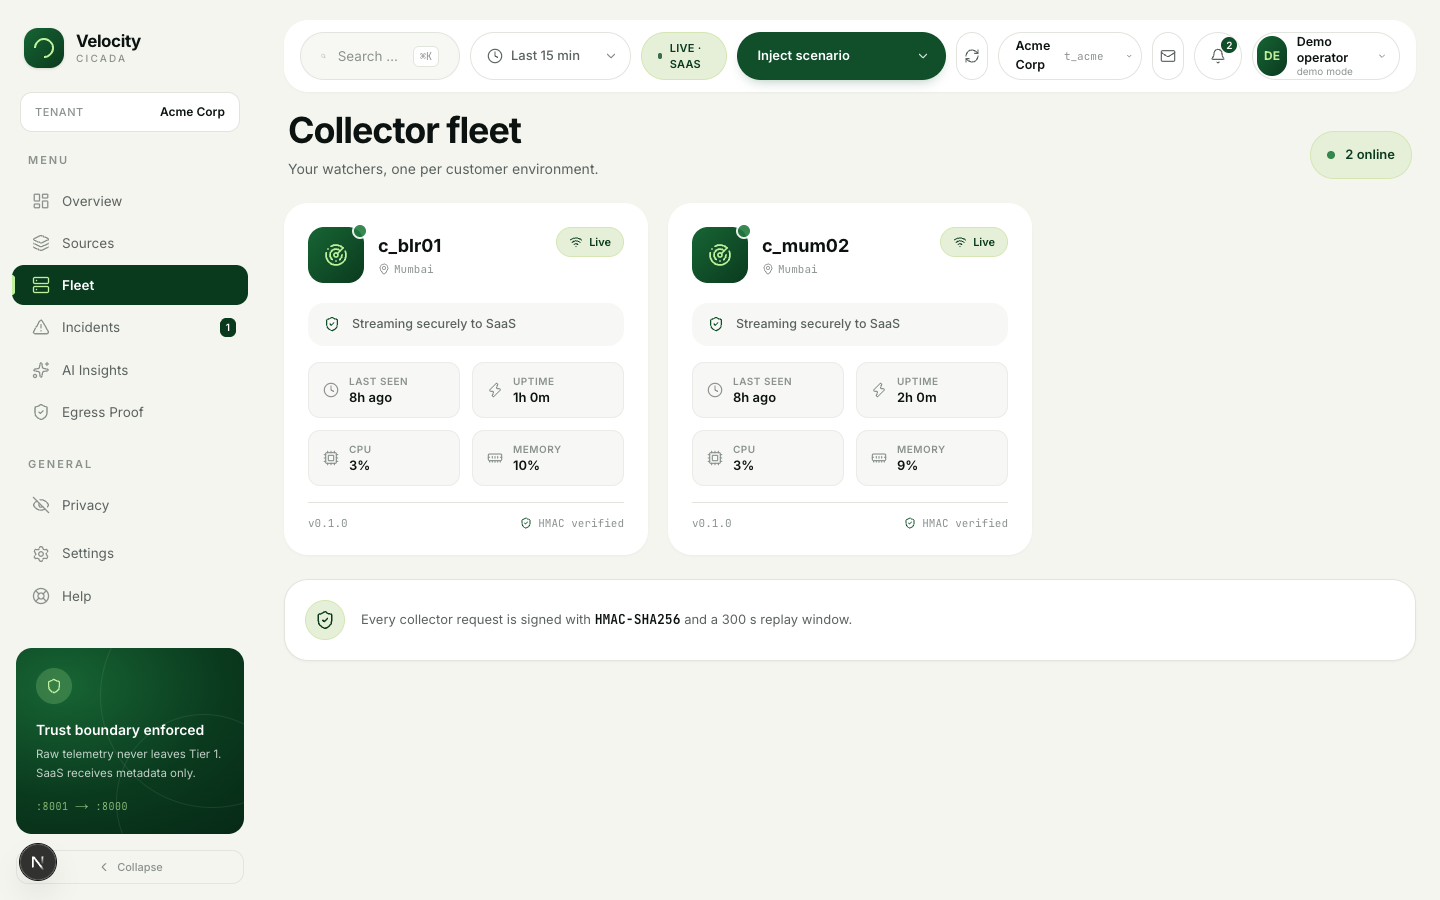 Velocity
CICADA
TENANT
Acme Corp
MENU
Overview
Sources
Fleet
Incidents
1
AI Insights
Egress Proof
GENERAL
Privacy
Settings
Help
Trust boundary enforced
Raw telemetry never leaves Tier 1.
SaaS receives metadata only.
:8001 → :8000
N
Collapse
Search ...
⌘K
Last 15 min
LIVE ·
SAAS
Inject scenario
Acme
Corp
t_acme
2
DE
Demo
operator
demo mode
Collector fleet
Your watchers, one per customer environment.
2 online
c_blr01
Mumbai
Live
Streaming securely to SaaS
LAST SEEN
8h ago
UPTIME
1h 0m
CPU
3%
MEMORY
10%
v0.1.0
HMAC verified
c_mum02
Mumbai
Live
Streaming securely to SaaS
LAST SEEN
8h ago
UPTIME
2h 0m
CPU
3%
MEMORY
9%
v0.1.0
HMAC verified
Every collector request is signed with HMAC-SHA256 and a 300 s replay window.